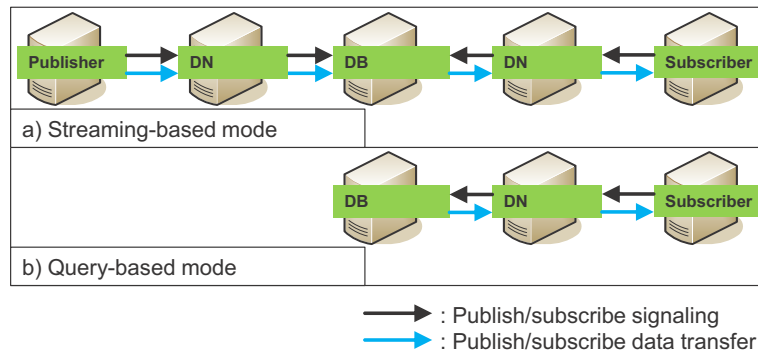 Publisher DN DB DN Subscriber
a) Streaming-based mode
DB DN Subscriber
b) Query-based mode
: Publish/subscribe signaling
: Publish/subscribe data transfer